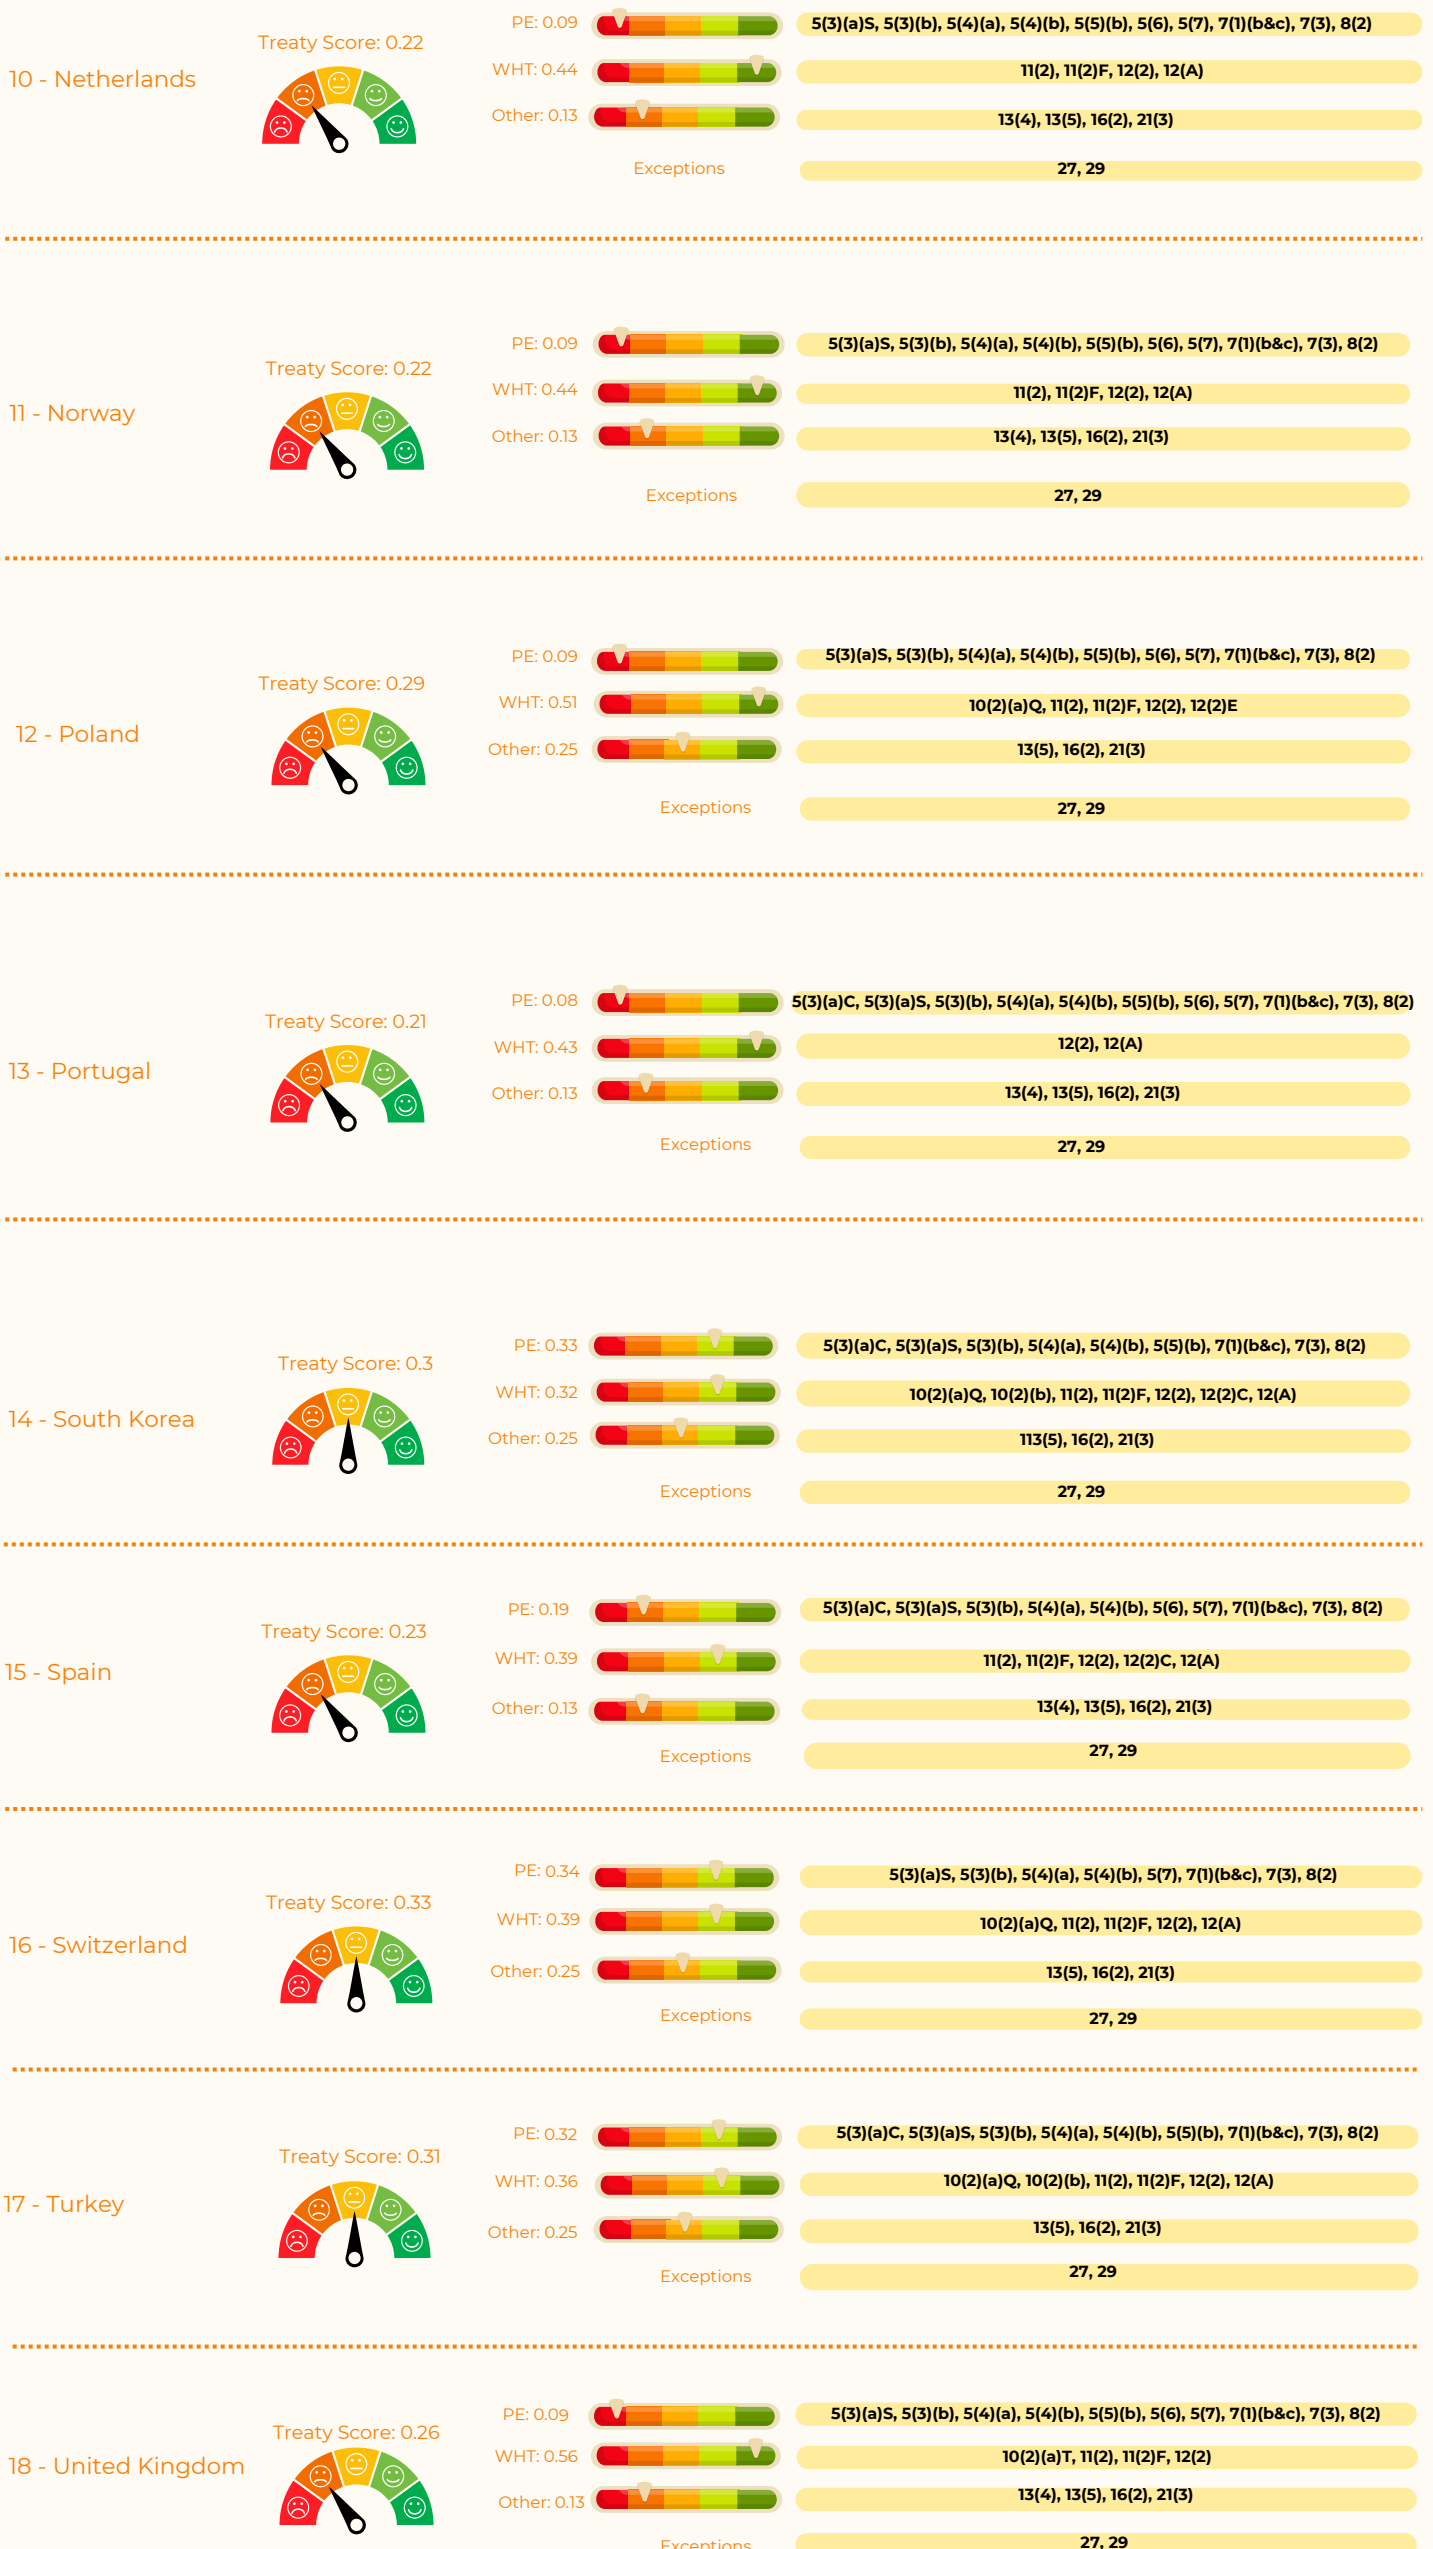 PE: 0.09
5(3)(a)S, 5(3)(b), 5(4)(a), 5(4)(b), 5(5)(b), 5(6), 5(7), 7(1)(b&c), 7(3), 8(2)
Treaty Score: 0.22
10 - Netherlands
WHT: 0.44
11(2), 11(2)F, 12(2), 12(A)
Other: 0.13
13(4), 13(5), 16(2), 21(3)
Exceptions
27, 29
PE: 0.09
5(3)(a)S, 5(3)(b), 5(4)(a), 5(4)(b), 5(5)(b), 5(6), 5(7), 7(1)(b&c), 7(3), 8(2)
Treaty Score: 0.22
11 - Norway
WHT: 0.44
11(2), 11(2)F, 12(2), 12(A)
Other: 0.13
13(4), 13(5), 16(2), 21(3)
Exceptions
27, 29
PE: 0.09
5(3)(a)S, 5(3)(b), 5(4)(a), 5(4)(b), 5(5)(b), 5(6), 5(7), 7(1)(b&c), 7(3), 8(2)
Treaty Score: 0.29
12 - Poland
WHT: 0.51
10(2)(a)Q, 11(2), 11(2)F, 12(2), 12(2)E
Other: 0.25
13(5), 16(2), 21(3)
Exceptions
27, 29
PE: 0.08
5(3)(a)C, 5(3)(a)S, 5(3)(b), 5(4)(a), 5(4)(b), 5(5)(b), 5(6), 5(7), 7(1)(b&c), 7(3), 8(2)
Treaty Score: 0.21
13 - Portugal
WHT: 0.43
12(2), 12(A)
Other: 0.13
13(4), 13(5), 16(2), 21(3)
Exceptions
27, 29
PE: 0.33
5(3)(a)C, 5(3)(a)S, 5(3)(b), 5(4)(a), 5(4)(b), 5(5)(b), 7(1)(b&c), 7(3), 8(2)
Treaty Score: 0.3
14 - South Korea
WHT: 0.32
10(2)(a)Q, 10(2)(b), 11(2), 11(2)F, 12(2), 12(2)C, 12(A)
Other: 0.25
113(5), 16(2), 21(3)
Exceptions
27, 29
PE: 0.19
5(3)(a)C, 5(3)(a)S, 5(3)(b), 5(4)(a), 5(4)(b), 5(6), 5(7), 7(1)(b&c), 7(3), 8(2)
Treaty Score: 0.23
15 - Spain
WHT: 0.39
11(2), 11(2)F, 12(2), 12(2)C, 12(A)
Other: 0.13
13(4), 13(5), 16(2), 21(3)
Exceptions
27, 29
PE: 0.34
5(3)(a)S, 5(3)(b), 5(4)(a), 5(4)(b), 5(7), 7(1)(b&c), 7(3), 8(2)
Treaty Score: 0.33
16 - Switzerland
WHT: 0.39
10(2)(a)Q, 11(2), 11(2)F, 12(2), 12(A)
Other: 0.25
13(5), 16(2), 21(3)
Exceptions
27, 29
PE: 0.32
5(3)(a)C, 5(3)(a)S, 5(3)(b), 5(4)(a), 5(4)(b), 5(5)(b), 7(1)(b&c), 7(3), 8(2)
Treaty Score: 0.31
17 - Turkey
WHT: 0.36
10(2)(a)Q, 10(2)(b), 11(2), 11(2)F, 12(2), 12(A)
Other: 0.25
13(5), 16(2), 21(3)
Exceptions
27, 29
PE: 0.09
5(3)(a)S, 5(3)(b), 5(4)(a), 5(4)(b), 5(5)(b), 5(6), 5(7), 7(1)(b&c), 7(3), 8(2)
Treaty Score: 0.26
18 - United Kingdom
WHT: 0.56
10(2)(a)T, 11(2), 11(2)F, 12(2)
Other: 0.13
13(4), 13(5), 16(2), 21(3)
Exceptions
27, 29